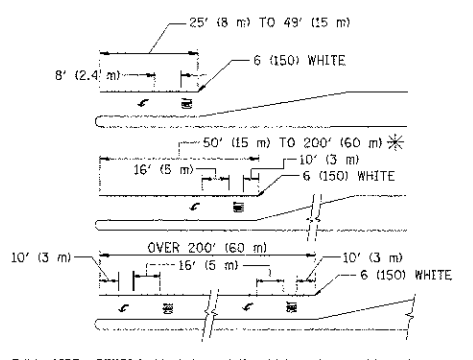 25' (8 m) TO 49' (15 m)
6 (150) WHITE
8' (2.4 m)
50' (15 m) TO 200' (60 m) ✳
16' (5 m)
10' (3 m)
6 (150) WHITE
OVER 200' (60 m)
10' (3 m)
16' (5 m)
10' (3 m)
6 (150) WHITE